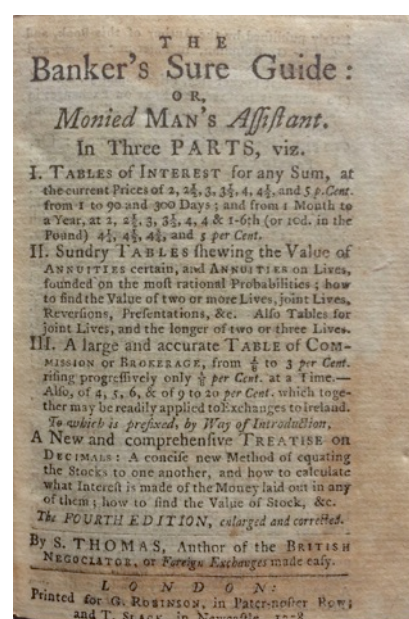 THE
Banker's Sure Guide:
OR,
Monied MAN's Aſſiſtant.
In Three PARTS, viz.
I. TABLES of INTEREST for any Sum, at
the current Prices of 2, 2½, 3, 3½, 4, 4½, and 5 p. Cent.
from 1 to 90 and 300 Days; and from 1 Month to
a Year, at 2, 2½, 3, 3½, 4, 4 & 1-6th (or 10d. in the
Pound) 4¼, 4½, 4¾, and 5 per Cent.
II. Sundry TABLES ſhewing the Value of
ANNUITIES certain, and ANNUITIES on Lives,
founded on the moſt rational Probabilities; how
to find the Value of two or more Lives, joint Lives,
Reverſions, Preſentations, &c. Alſo Tables for
joint Lives, and the longer of two or three Lives.
III. A large and accurate TABLE of COM-
MISSION or BROKERAGE, from ⅛ to 3 per Cent.
riſing progreſſively only ⅛ per Cent. at a Time.—
Alſo, of 4, 5, 6, & of 9 to 20 per Cent. which toge-
ther may be readily applied to Exchanges to Ireland.
To which is prefixed, by Way of Introduction,
A New and comprehenſive TREATISE on
DECIMALS: A conciſe new Method of equating
the Stocks to one another, and how to calculate
what Intereſt is made of the Money laid out in any
of them; how to find the Value of Stock, &c.
The FOURTH EDITION, enlarged and corrected.
By S. THOMAS, Author of the BRITISH
NEGOCIATOR, or Foreign Exchanges made eaſy.
LONDON:
Printed for G. ROBINSON, in Pater-noſter Row;
and T. SLACK, in Newcaſtle,